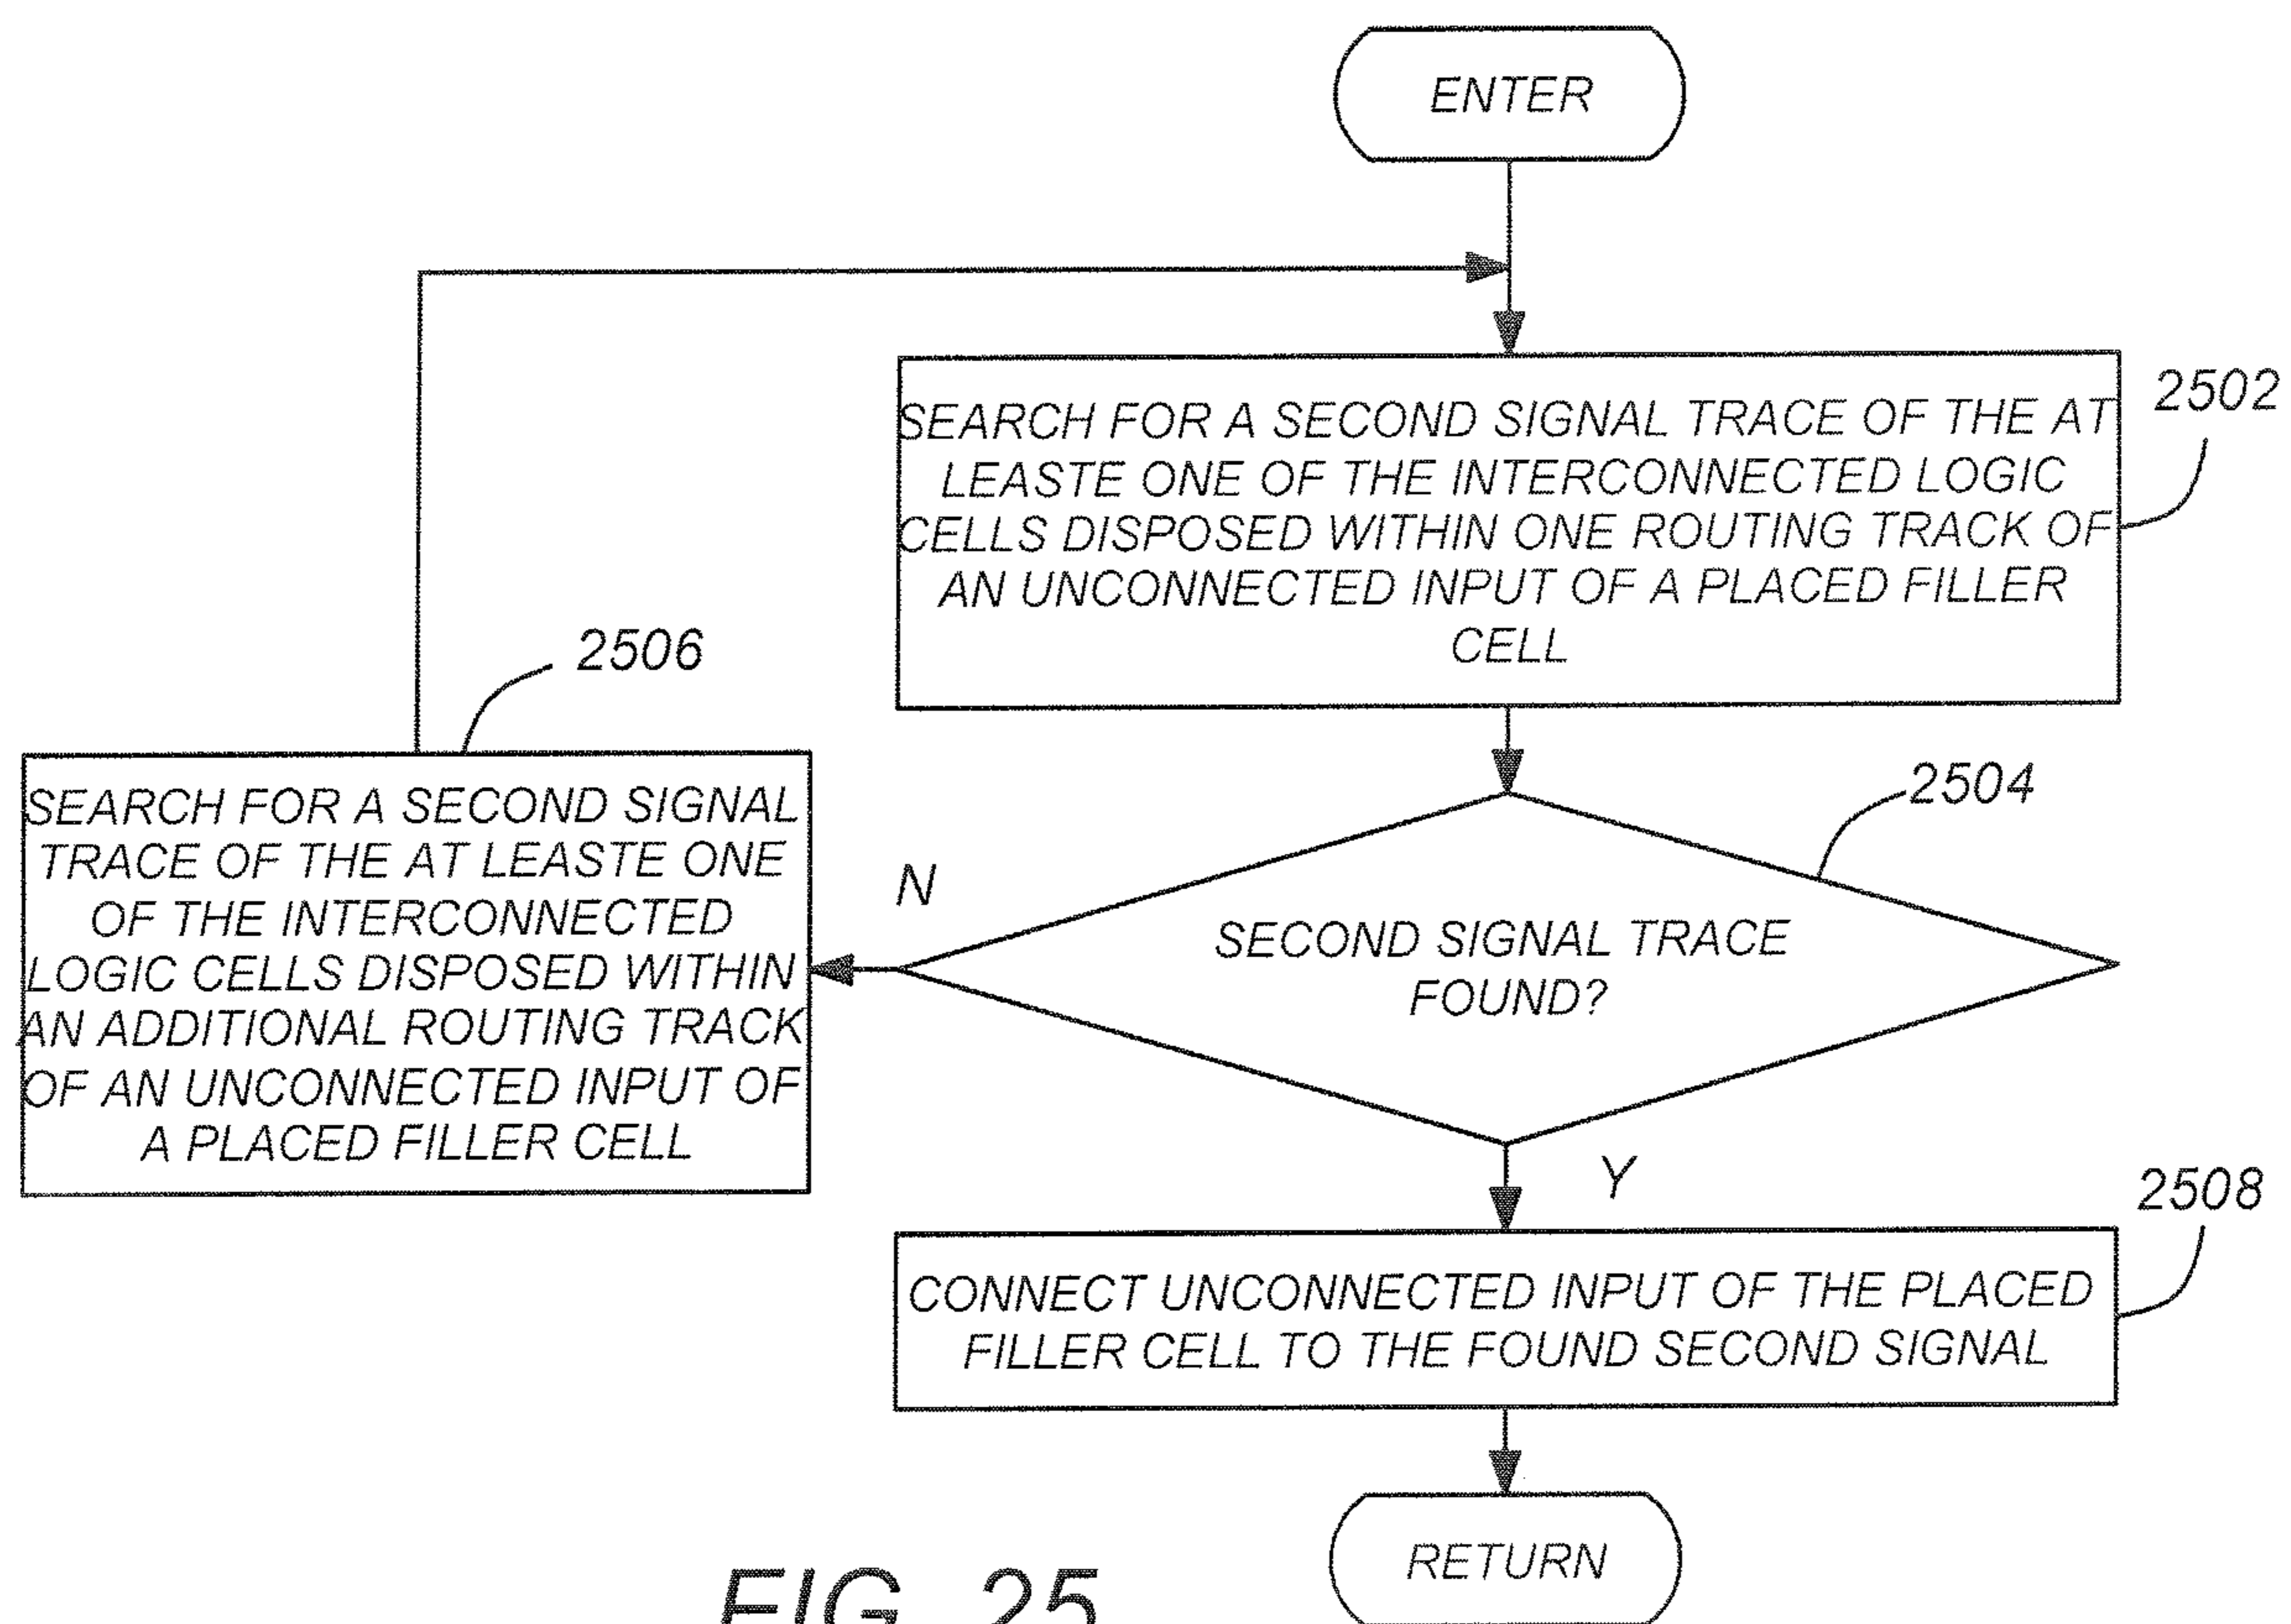 ENTER
SEARCH FOR A SECOND SIGNAL TRACE OF THE AT
LEASTE ONE OF THE INTERCONNECTED LOGIC
CELLS DISPOSED WITHIN ONE ROUTING TRACK OF
AN UNCONNECTED INPUT OF A PLACED FILLER
CELL
2502
2506
SEARCH FOR A SECOND SIGNAL
TRACE OF THE AT LEASTE ONE
OF THE INTERCONNECTED
LOGIC CELLS DISPOSED WITHIN
AN ADDITIONAL ROUTING TRACK
OF AN UNCONNECTED INPUT OF
A PLACED FILLER CELL
2504
N
SECOND SIGNAL TRACE
FOUND?
Y
2508
CONNECT UNCONNECTED INPUT OF THE PLACED
FILLER CELL TO THE FOUND SECOND SIGNAL
RETURN
FIG. 25